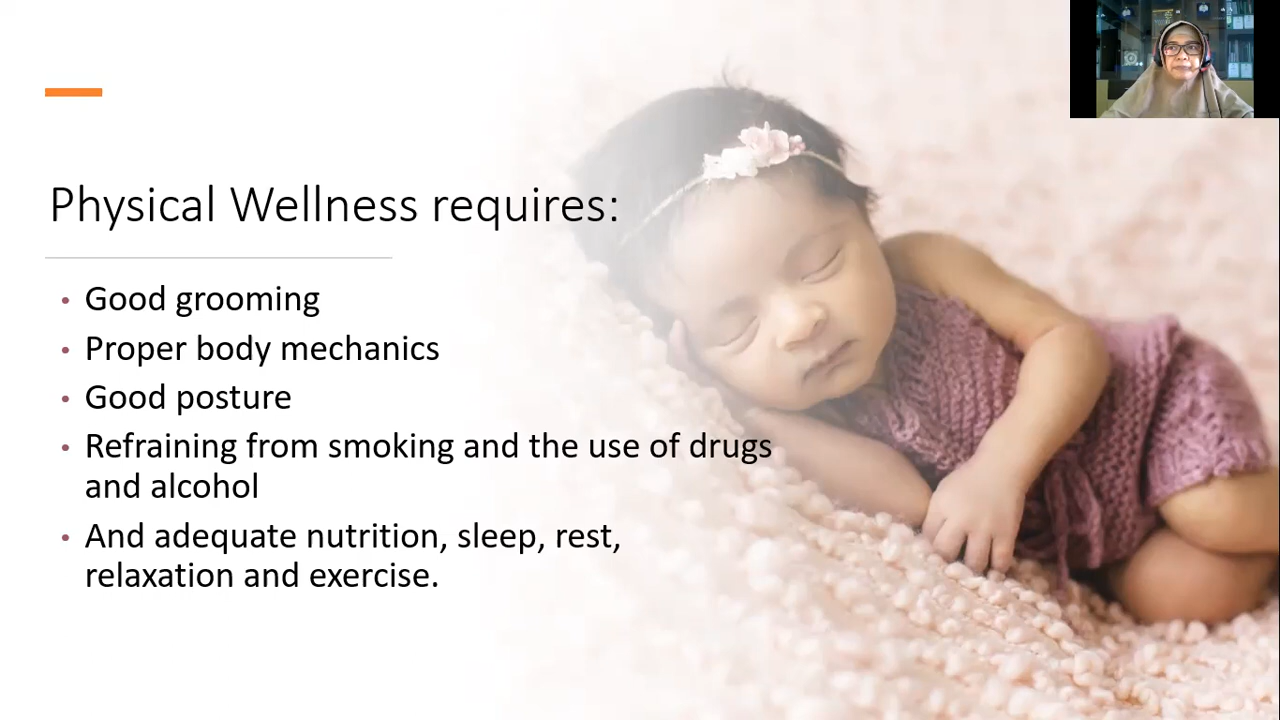 Physical Wellness requires:
• Good grooming
• Proper body mechanics
• Good posture
• Refraining from smoking and the use of drugs
and alcohol
• And adequate nutrition, sleep, rest,
relaxation and exercise.